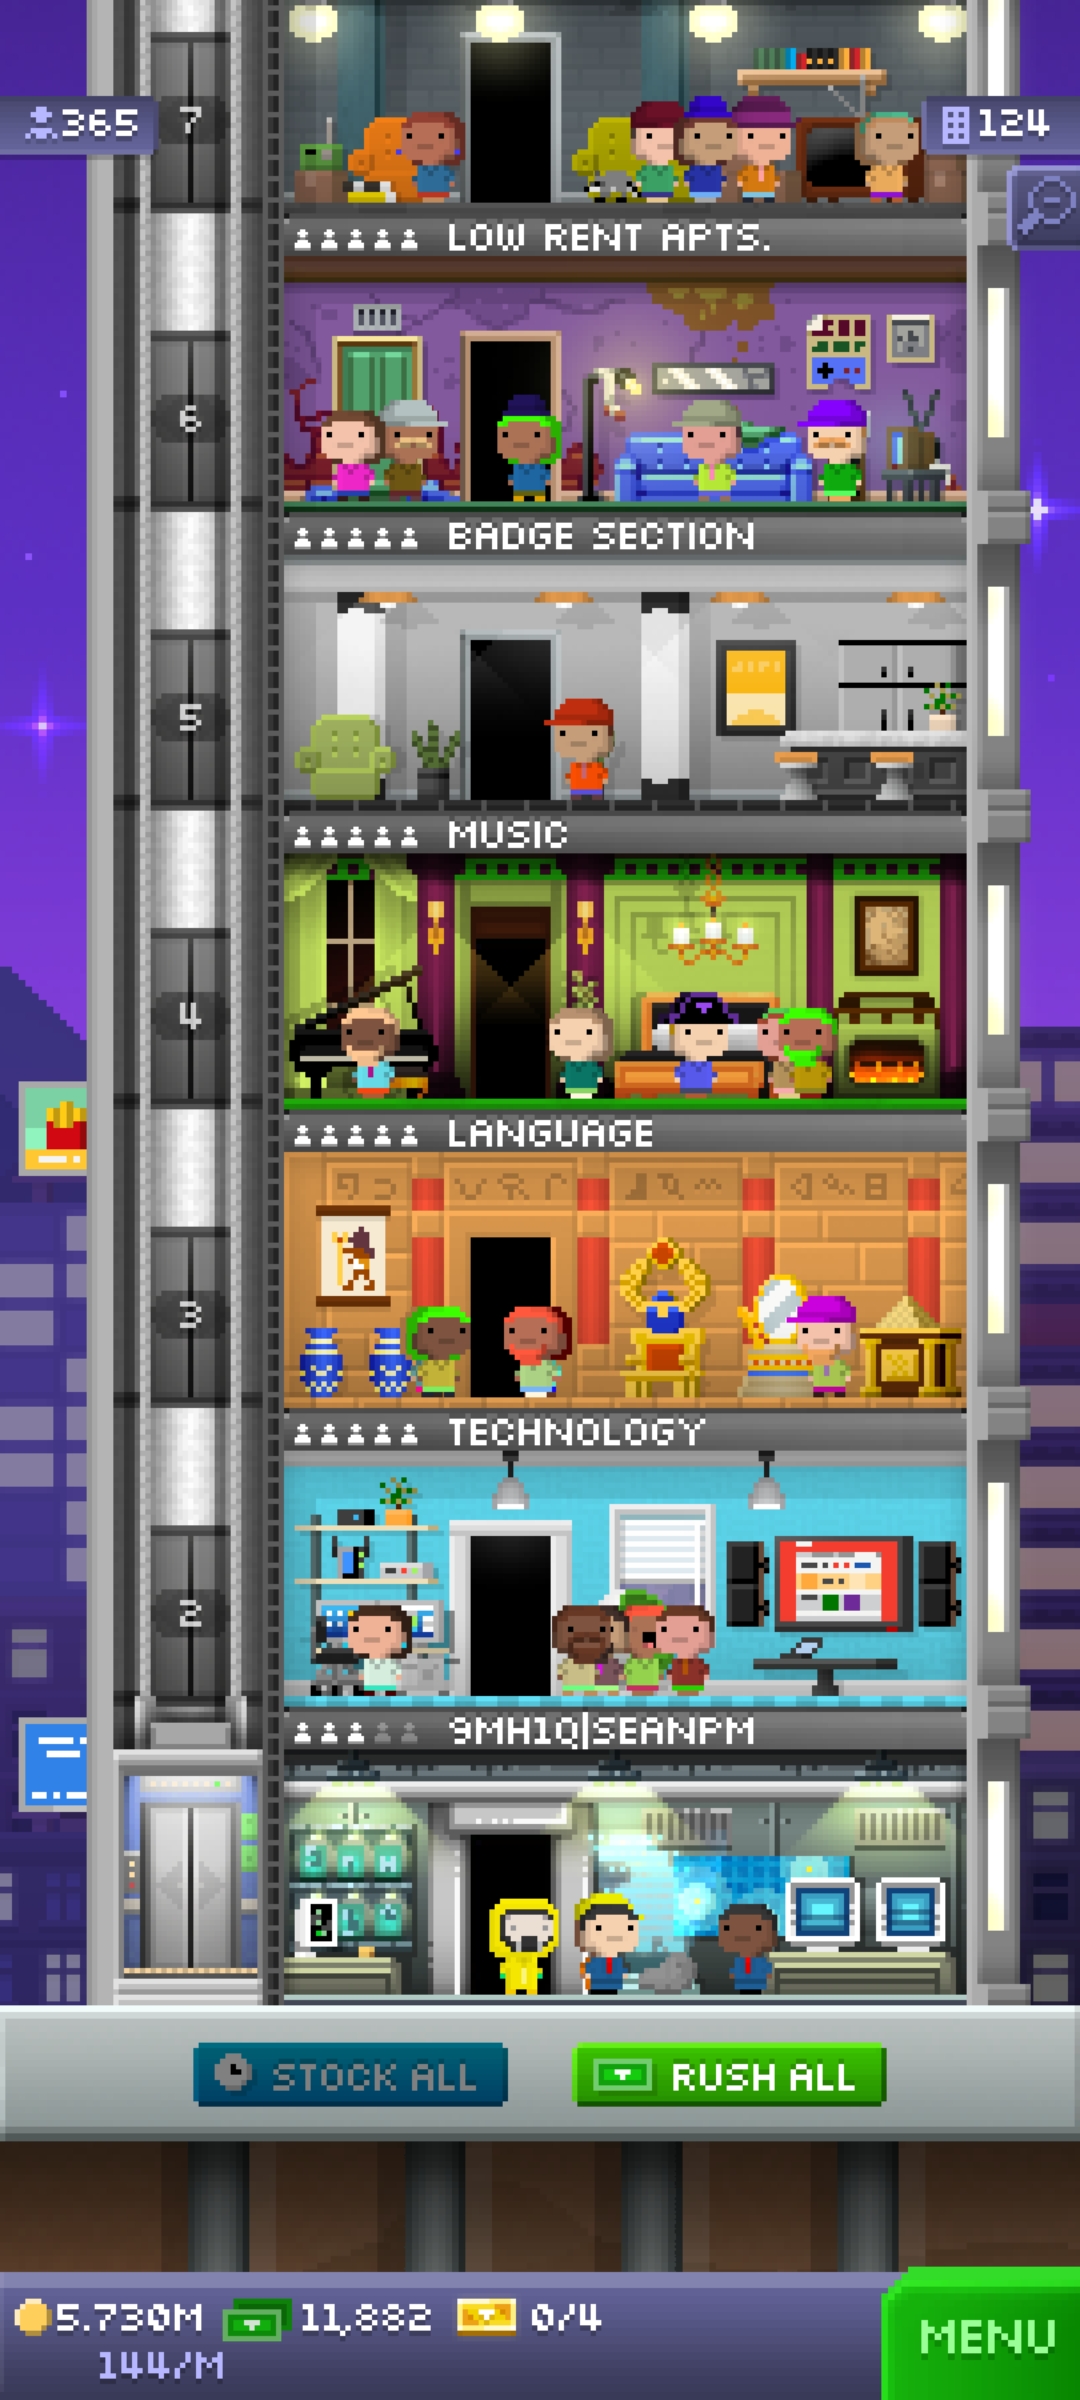 365
7
124
LOW RENT APTS.
6
BADGE SECTION
5
MUSIC
4
LANGUAGE
3
TECHNOLOGY
2
9MH1Q|SEANPM
STOCK ALL
RUSH ALL
5.730M
11,882
0/4
144/M
MENU